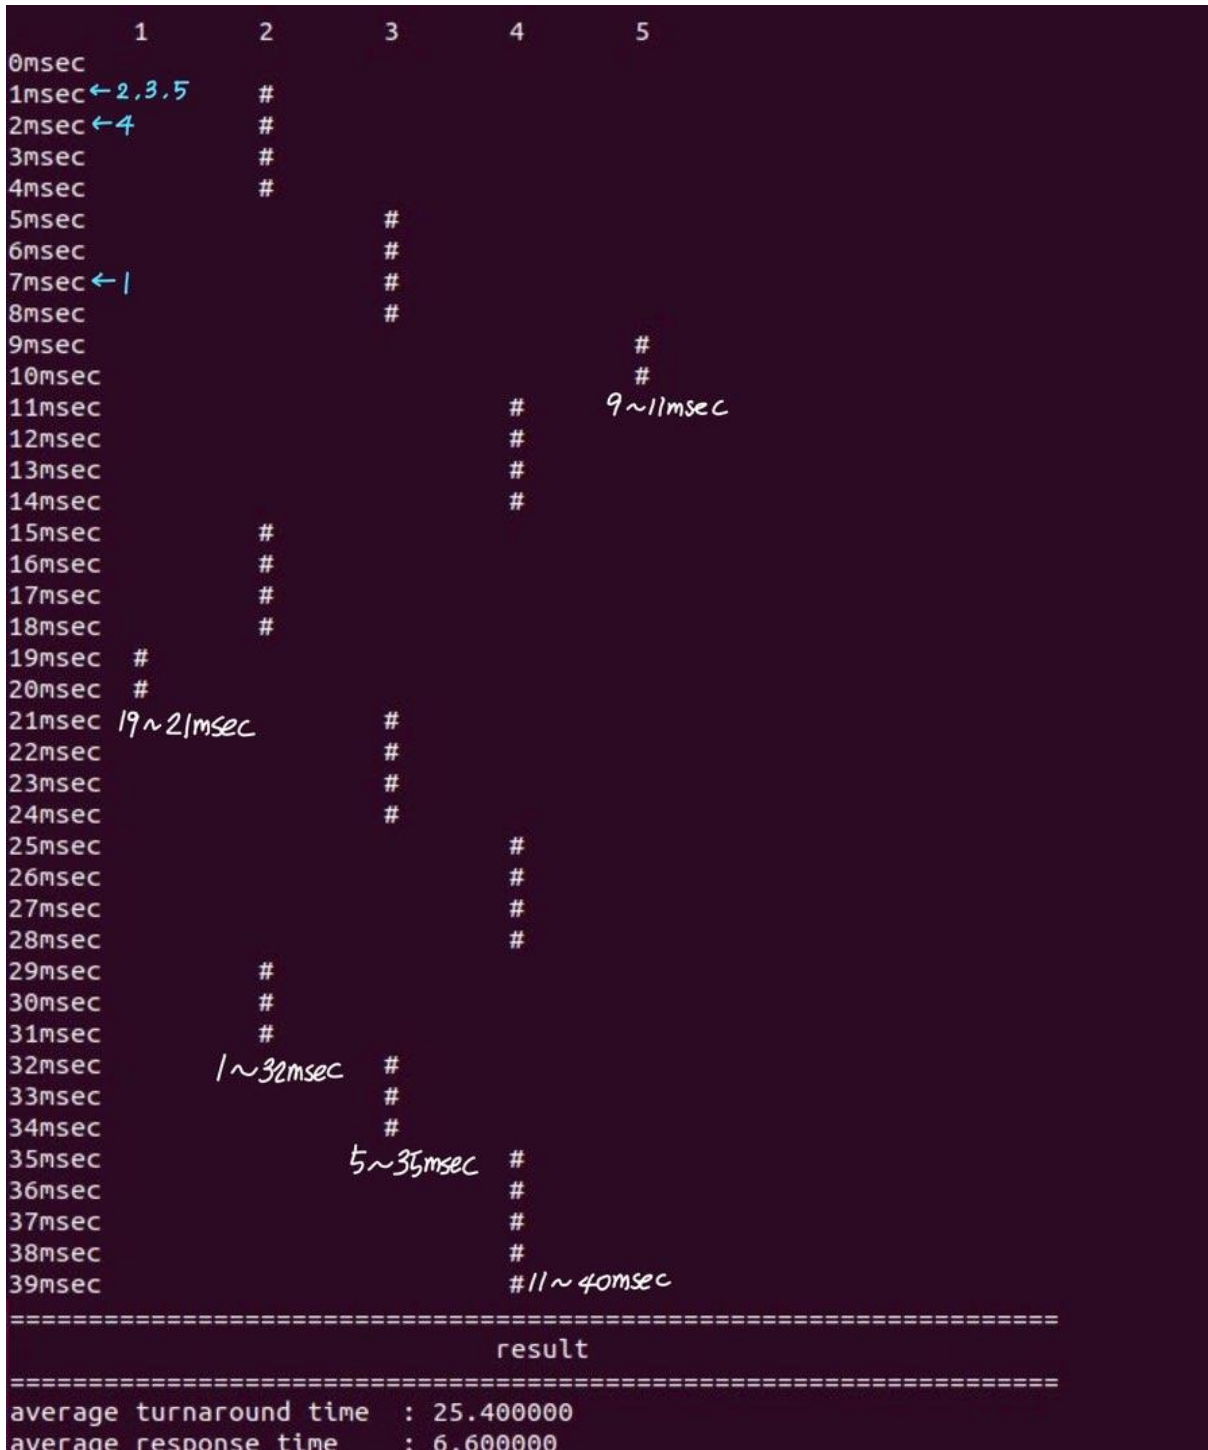 1 2 3 4 5
0msec
1msec ←2,3,5 #
2msec ←4 #
3msec #
4msec #
5msec #
6msec #
7msec ←1 #
8msec #
9msec #
10msec #
11msec # 9~11msec
12msec #
13msec #
14msec #
15msec #
16msec #
17msec #
18msec #
19msec #
20msec #
21msec 19~21msec #
22msec #
23msec #
24msec #
25msec #
26msec #
27msec #
28msec #
29msec #
30msec #
31msec #
32msec 1~32msec #
33msec #
34msec #
35msec 5~35msec #
36msec #
37msec #
38msec #
39msec #11~40msec
===================================================================
result
===================================================================
average turnaround time : 25.400000
average response time : 6.600000